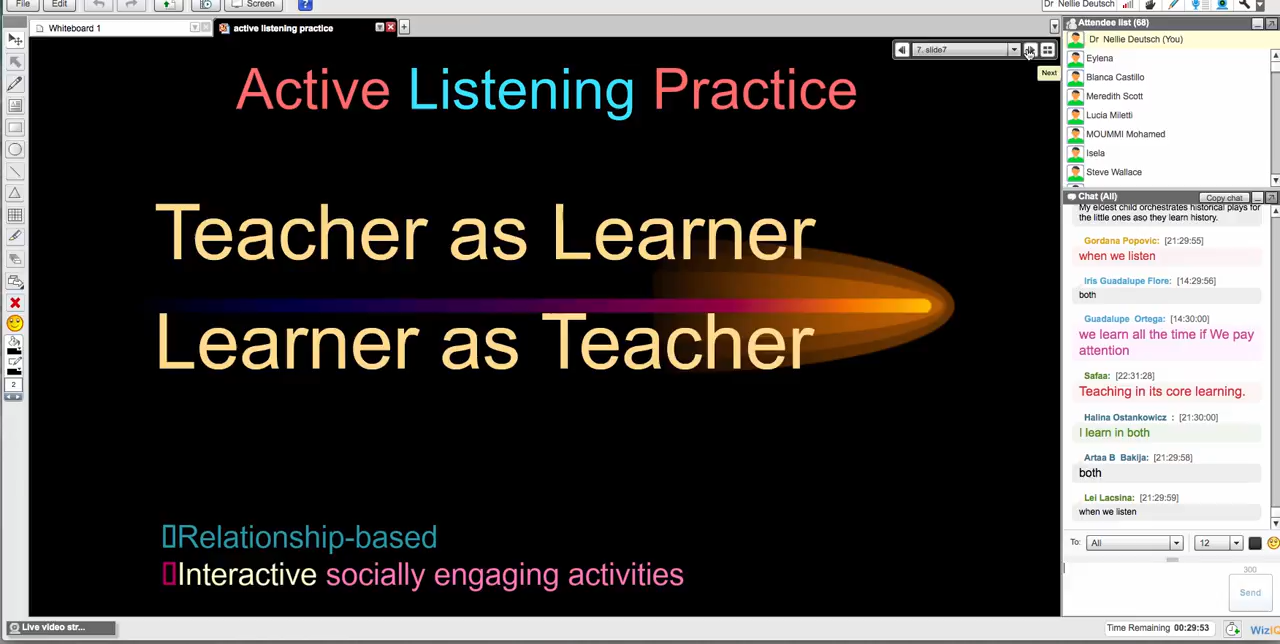 File
Edit
Screen
Dr Nellie Deutsch
Whiteboard 1
active listening practice
7. slide7
Next
Active Listening Practice
Teacher as Learner
Learner as Teacher
Relationship-based
Interactive socially engaging activities
2
Live video str...
Attendee list (68)
Dr Nellie Deutsch (You)
Eylena
Blanca Castillo
Meredith Scott
Lucia Miletti
MOUMMI Mohamed
Isela
Steve Wallace
Chat (All)
Copy chat
My eldest child orchestrates historical plays for
the little ones aso they learn history.
Gordana Popovic: [21:29:55]
when we listen
Iris Guadalupe Flore: [14:29:56]
both
Guadalupe Ortega: [14:30:00]
we learn all the time if We pay
attention
Safaa: [22:31:28]
Teaching in its core learning.
Halina Ostankowicz : [21:30:00]
I learn in both
Artaa B Bakija: [21:29:58]
both
Lei Lacsina: [21:29:59]
when we listen
To: All
12
300
Send
Time Remaining 00:29:53
WiziQ